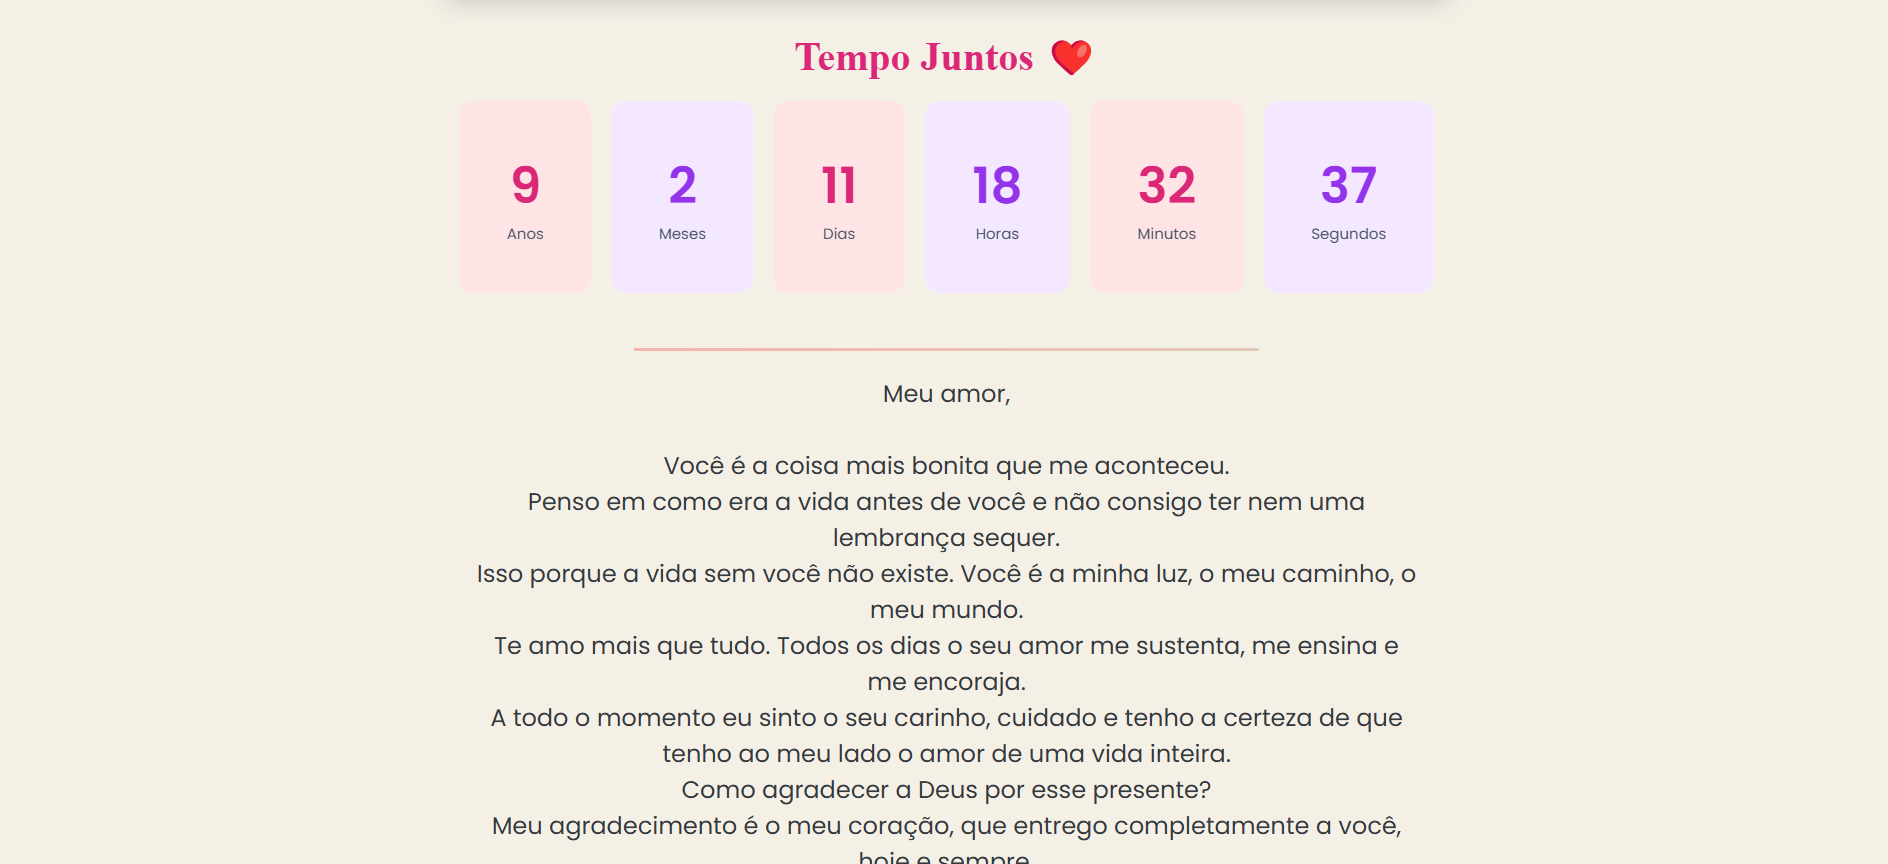 Tempo Juntos ❤️
9 2 11 18 32 37
Anos Meses Dias Horas Minutos Segundos
Meu amor,
Você é a coisa mais bonita que me aconteceu.
Penso em como era a vida antes de você e não consigo ter nem uma
lembrança sequer.
Isso porque a vida sem você não existe. Você é a minha luz, o meu caminho, o
meu mundo.
Te amo mais que tudo. Todos os dias o seu amor me sustenta, me ensina e
me encoraja.
A todo o momento eu sinto o seu carinho, cuidado e tenho a certeza de que
tenho ao meu lado o amor de uma vida inteira.
Como agradecer a Deus por esse presente?
Meu agradecimento é o meu coração, que entrego completamente a você,
hoje e sempre